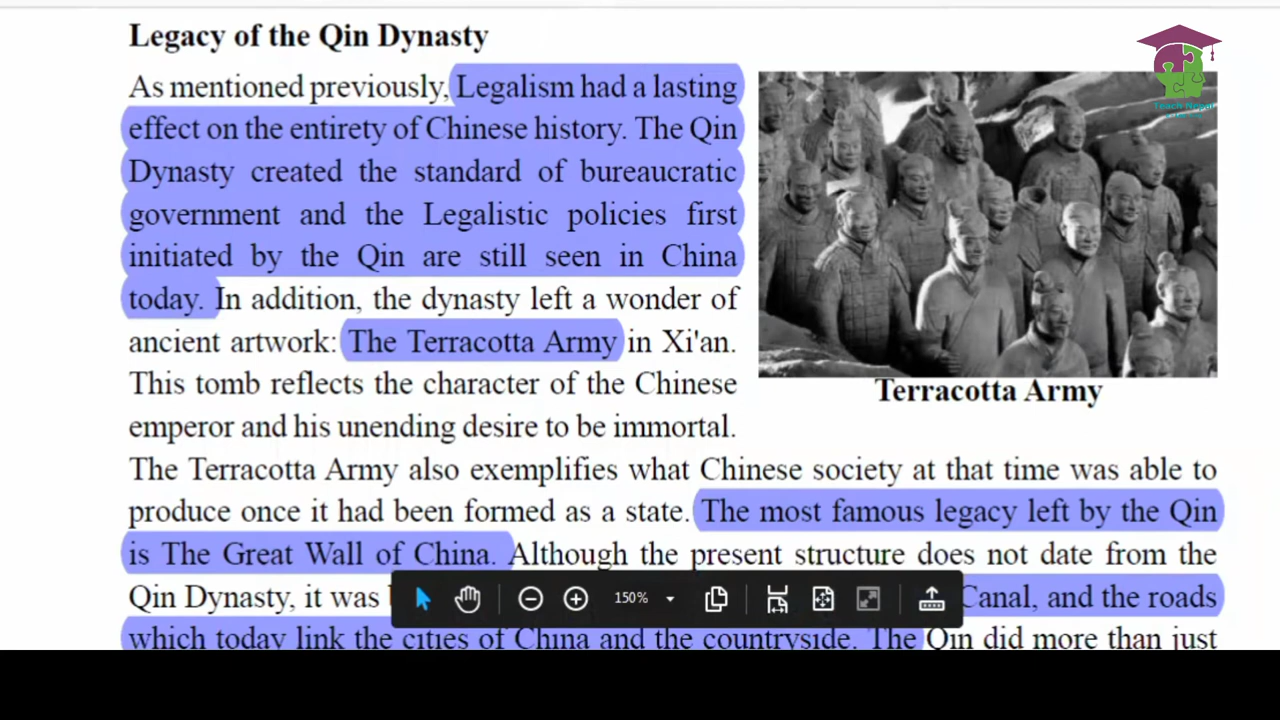 Legacy of the Qin Dynasty
As mentioned previously, Legalism had a lasting
effect on the entirety of Chinese history. The Qin
Dynasty created the standard of bureaucratic
government and the Legalistic policies first
initiated by the Qin are still seen in China
today. In addition, the dynasty left a wonder of
ancient artwork: The Terracotta Army in Xi'an.
This tomb reflects the character of the Chinese
emperor and his unending desire to be immortal.
Teach Nepal
Terracotta Army
The Terracotta Army also exemplifies what Chinese society at that time was able to
produce once it had been formed as a state. The most famous legacy left by the Qin
is The Great Wall of China. Although the present structure does not date from the
Qin Dynasty, it was Canal, and the roads
which today link the cities of China and the countryside. The Qin did more than just
150%